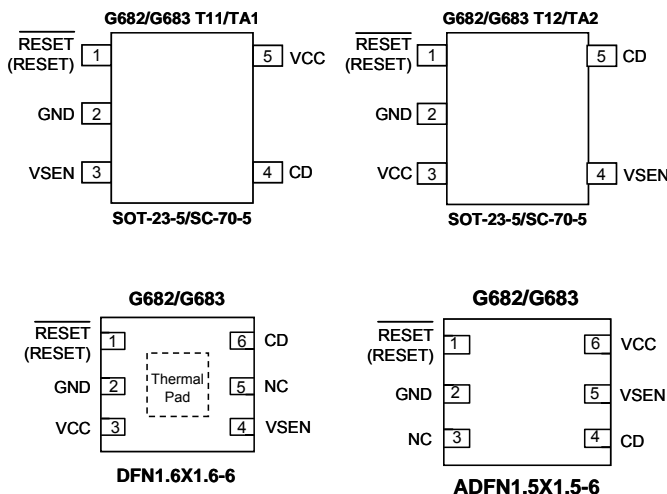 G682/G683 T11/TA1
RESET
(RESET)
1
5
VCC
GND
2
VSEN
3
4
CD
SOT-23-5/SC-70-5
G682/G683 T12/TA2
RESET
(RESET)
1
5
CD
GND
2
VCC
3
4
VSEN
SOT-23-5/SC-70-5
G682/G683
RESET
(RESET)
1
6
CD
GND
2
Thermal
Pad
5
NC
VCC
3
4
VSEN
DFN1.6X1.6-6
G682/G683
RESET
(RESET)
1
6
VCC
GND
2
5
VSEN
NC
3
4
CD
ADFN1.5X1.5-6